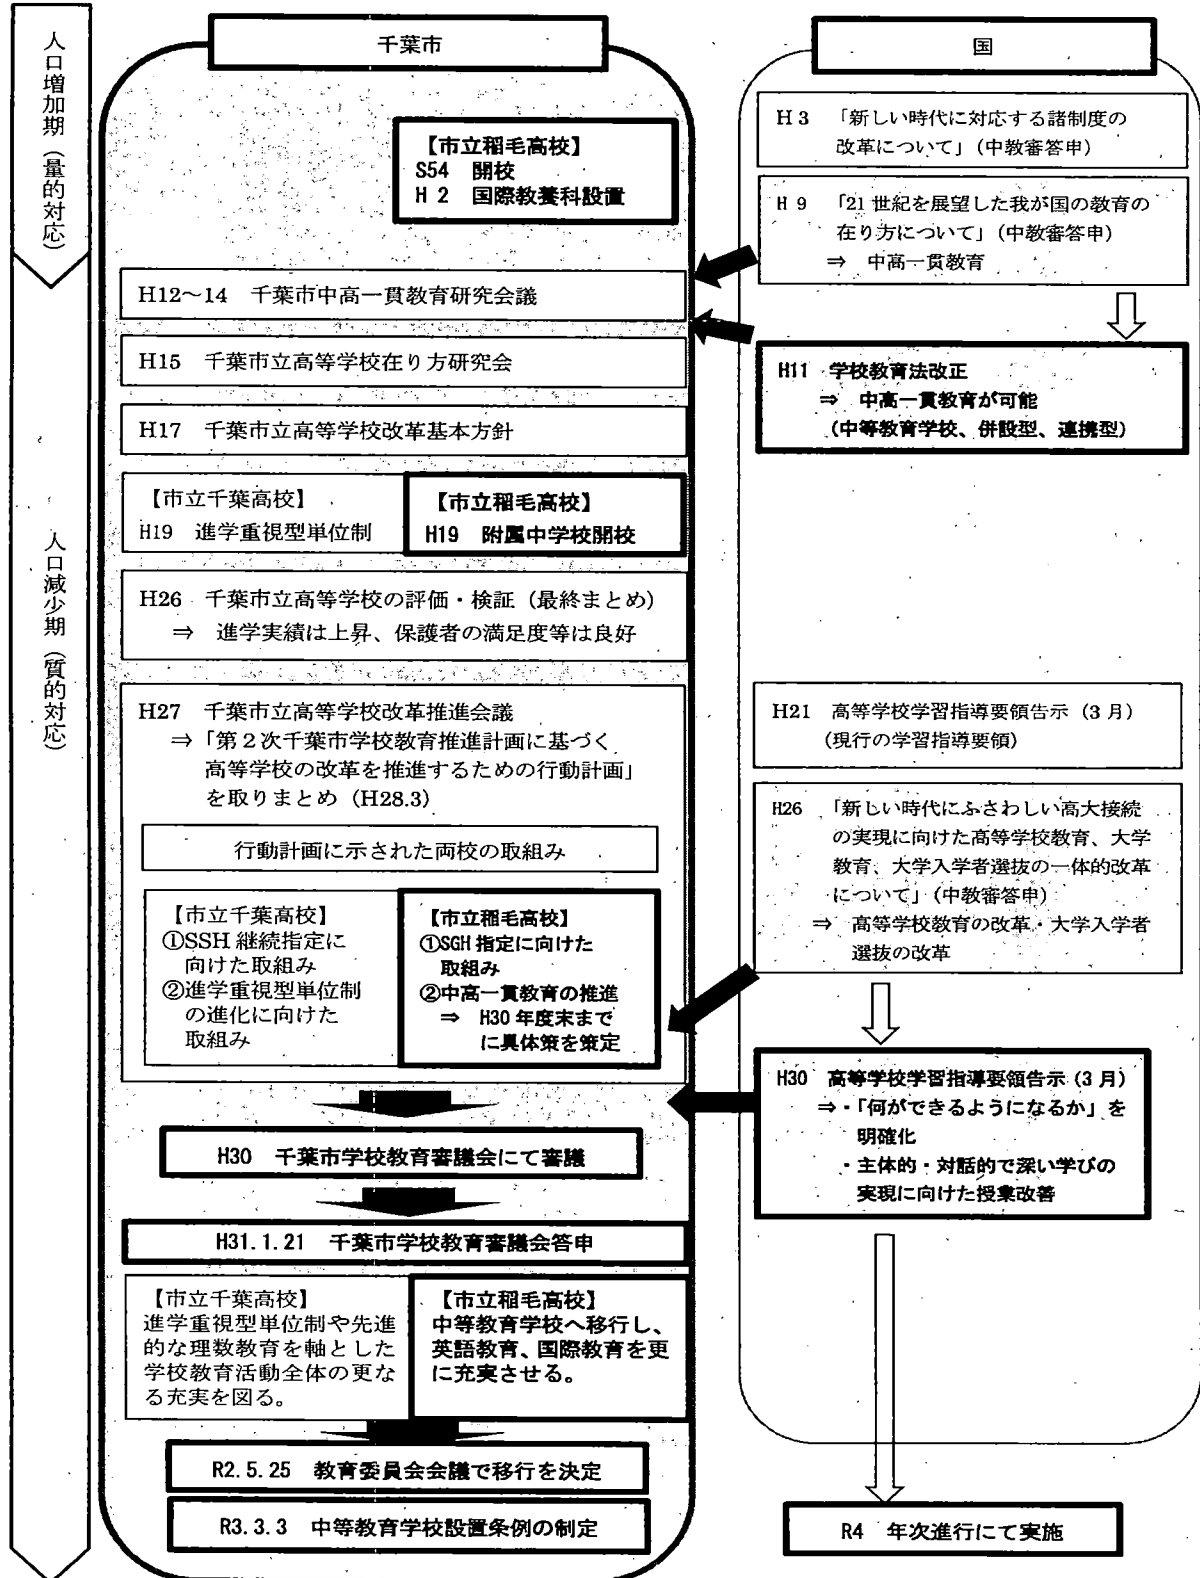 人口増加期（量的対応）
人口減少期（質的対応）
千葉市
【市立稲毛高校】
S54 開校
H 2 国際教養科設置
H12～14 千葉市中高一貫教育研究会議
H15 千葉市立高等学校在り方研究会
H17 千葉市立高等学校改革基本方針
【市立千葉高校】
H19 進学重視型単位制
【市立稲毛高校】
H19 附属中学校開校
H26 千葉市立高等学校の評価・検証（最終まとめ）
⇒ 進学実績は上昇、保護者の満足度等は良好
H27 千葉市立高等学校改革推進会議
⇒「第２次千葉市学校教育推進計画に基づく
高等学校の改革を推進するための行動計画」
を取りまとめ（H28.3）
行動計画に示された両校の取組み
【市立千葉高校】
①SSH 継続指定に
向けた取組み
②進学重視型単位制
の進化に向けた
取組み
【市立稲毛高校】
①SGH 指定に向けた
取組み
②中高一貫教育の推進
⇒ H30 年度末まで
に具体策を策定
H30 千葉市学校教育審議会にて審議
H31.1.21 千葉市学校教育審議会答申
【市立千葉高校】
進学重視型単位制や先進
的な理数教育を軸とした
学校教育活動全体の更な
る充実を図る。
【市立稲毛高校】
中等教育学校へ移行し、
英語教育、国際教育を更
に充実させる。
R2.5.25 教育委員会会議で移行を決定
R3.3.3 中等教育学校設置条例の制定
国
H 3 「新しい時代に対応する諸制度の
改革について」（中教審答申）
H 9 「21 世紀を展望した我が国の教育の
在り方について」（中教審答申）
⇒ 中高一貫教育
H11 学校教育法改正
⇒ 中高一貫教育が可能
（中等教育学校、併設型、連携型）
H21 高等学校学習指導要領告示（3 月）
（現行の学習指導要領）
H26 「新しい時代にふさわしい高大接続
の実現に向けた高等学校教育、大学
教育、大学入学者選抜の一体的改革
について」（中教審答申）
⇒ 高等学校教育の改革・大学入学者
選抜の改革
H30 高等学校学習指導要領告示（3 月）
⇒・「何ができるようになるか」を
明確化
・主体的・対話的で深い学びの
実現に向けた授業改善
R4 年次進行にて実施